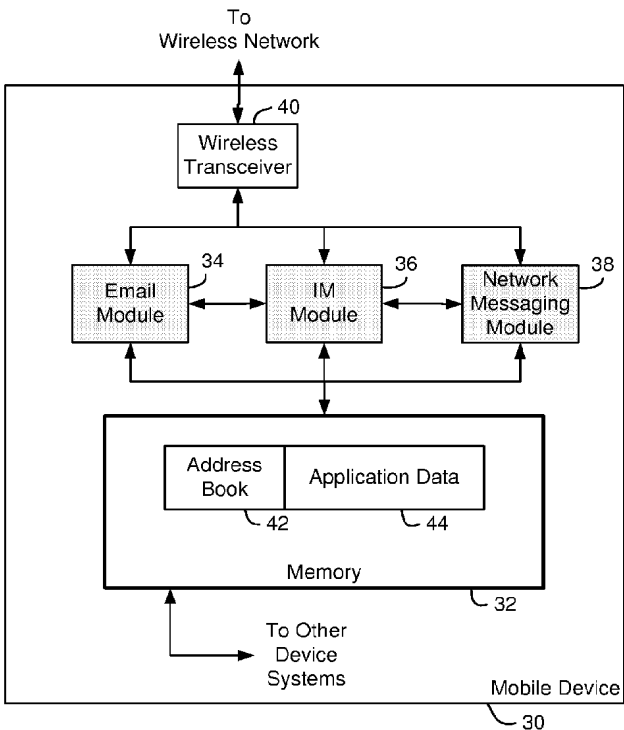 To
Wireless Network
40
Wireless
Transceiver
34
Email
Module
36
IM
Module
38
Network
Messaging
Module
Address
Book
Application Data
42
44
Memory
32
To Other
Device
Systems
Mobile Device
30